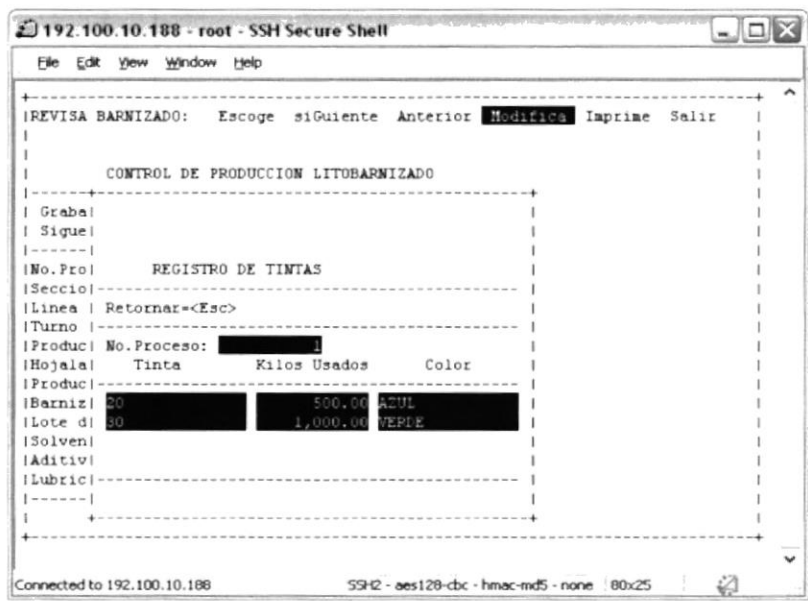 192.100.10.188 - root - SSH Secure Shell
File Edit View Window Help
REVISA BARNIZADO: Escoge siGuiente Anterior Modifica Imprime Salir
CONTROL DE PRODUCCION LITOBARNIZADO
Graba
Sigue
No.Pro REGISTRO DE TINTAS
Seccio
Linea Retornar=<Esc>
Turno
Produc No.Proceso: 1
Hojala Tinta Kilos Usados Color
Produc
Barniz 20 500.00 AZUL
Lote d 30 1,000.00 VERDE
Solven
Aditiv
Lubric
Connected to 192.100.10.188 SSH2 - aes128-cbc - hmac-md5 - none 80x25